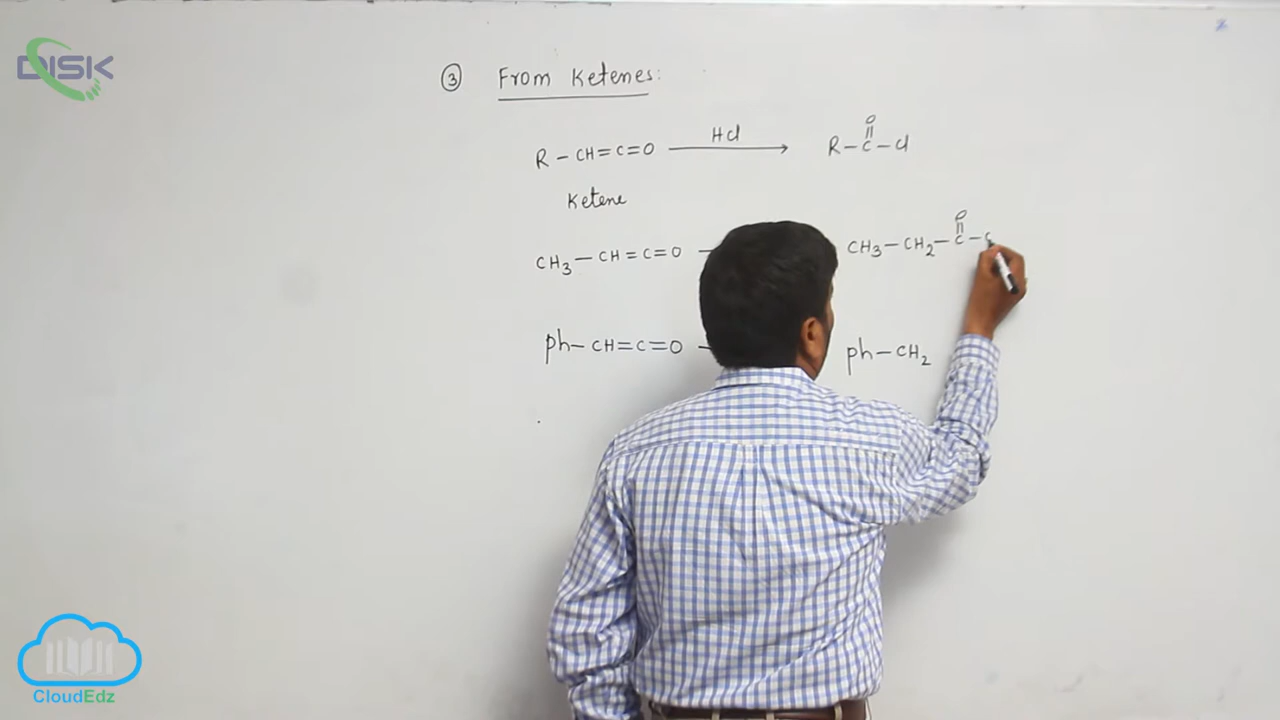 DISK
③ From Ketenes:
R – CH=C=O HCl → R – C – Cl
O
Ketene
CH3 – CH=C=O – CH3 – CH2 – C –
O
ph – CH=C=O – ph – CH2
CloudEdz